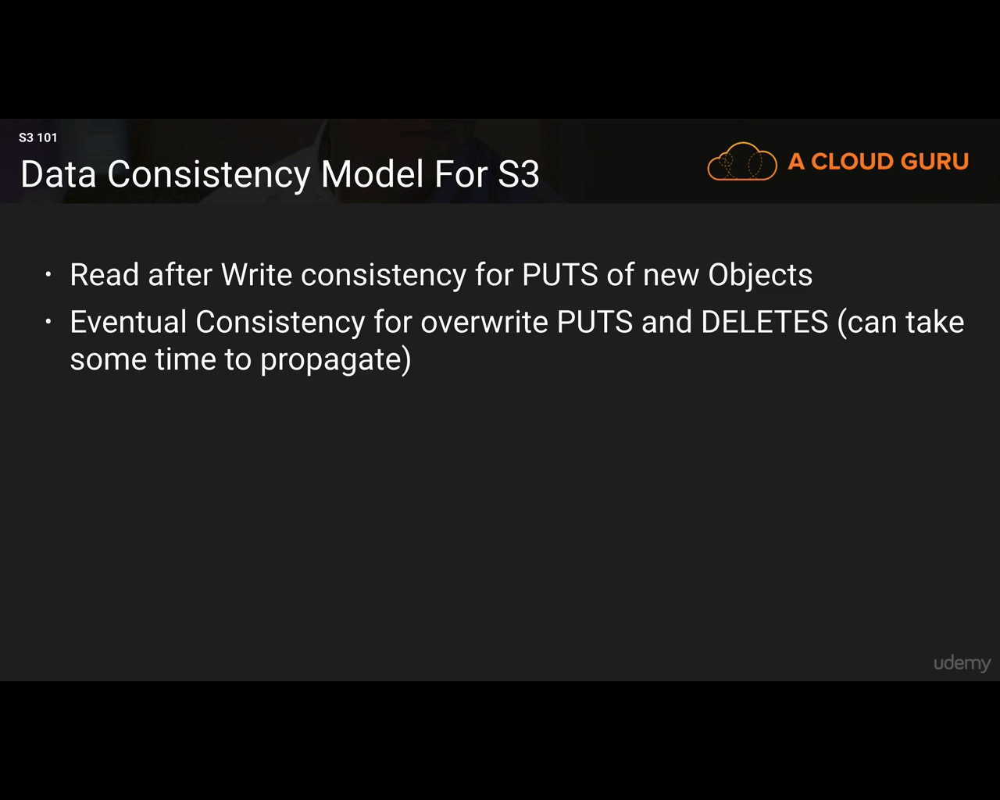 S3 101
Data Consistency Model For S3
A CLOUD GURU
· Read after Write consistency for PUTS of new Objects
· Eventual Consistency for overwrite PUTS and DELETES (can take
some time to propagate)
udemy